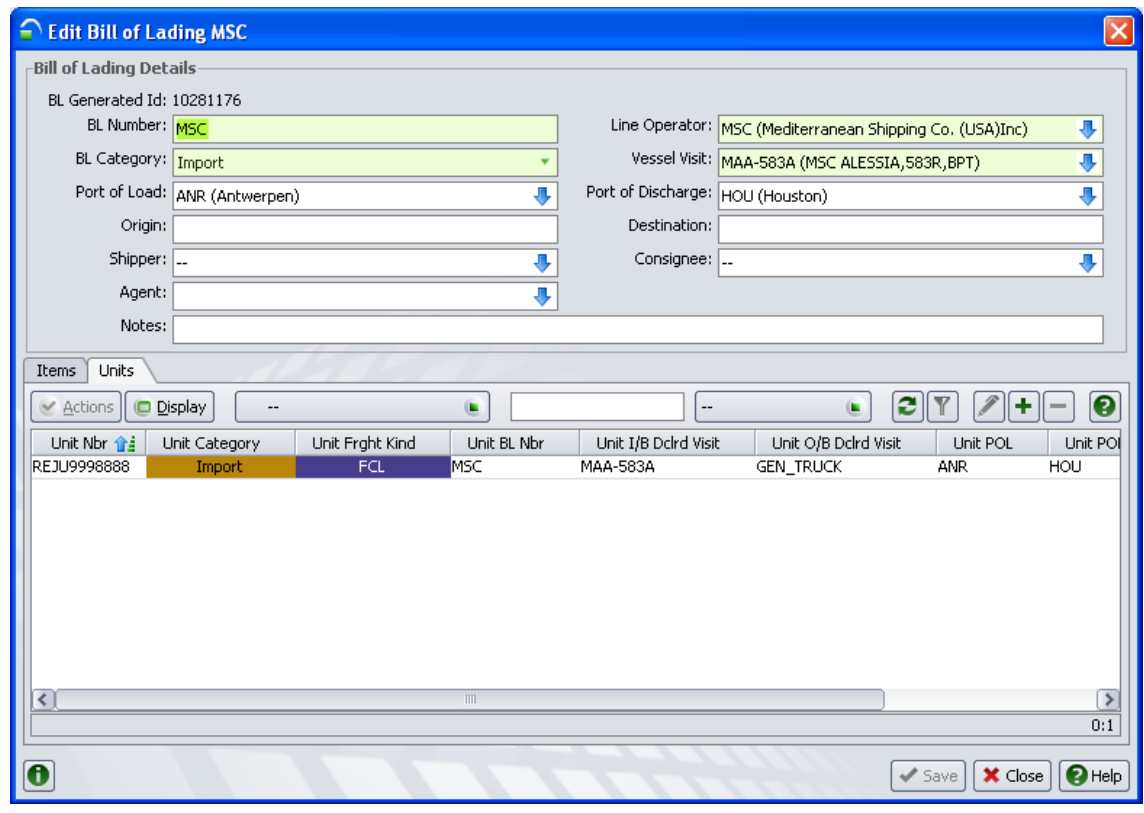 Edit Bill of Lading MSC
Bill of Lading Details
BL Generated Id: 10281176
BL Number: MSC
Line Operator: MSC (Mediterranean Shipping Co. (USA)Inc)
BL Category: Import
Vessel Visit: MAA-583A (MSC ALESSIA,583R,BPT)
Port of Load: ANR (Antwerpen)
Port of Discharge: HOU (Houston)
Origin:
Destination:
Shipper: --
Consignee: --
Agent:
Notes:
Items Units
Actions Display -- --
Unit Nbr Unit Category Unit Frght Kind Unit BL Nbr Unit I/B Dclrd Visit Unit O/B Dclrd Visit Unit POL Unit POI
REJU9998888 Import FCL MSC MAA-583A GEN_TRUCK ANR HOU
0:1
Save Close Help